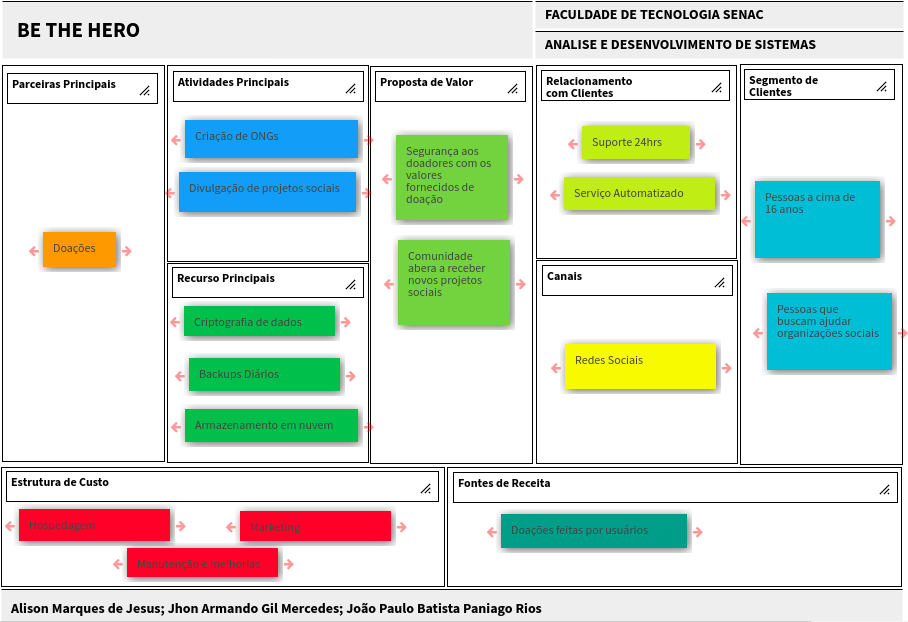 BE THE HERO
FACULDADE DE TECNOLOGIA SENAC
ANALISE E DESENVOLVIMENTO DE SISTEMAS
Parceiras Principais
Doações
Atividades Principais
Criação de ONGs
Divulgação de projetos sociais
Recurso Principais
Criptografia de dados
Backups Diários
Armazenamento em nuvem
Proposta de Valor
Segurança aos
doadores com os
valores
fornecidos de
doação
Comunidade
abera a receber
novos projetos
sociais
Relacionamento
com Clientes
Suporte 24hrs
Serviço Automatizado
Canais
Redes Sociais
Segmento de
Clientes
Pessoas a cima de
16 anos
Pessoas que
buscam ajudar
organizações sociais
Estrutura de Custo
Hospedagem
Marketing
Manutenção e melhorias
Fontes de Receita
Doações feitas por usuários
Alison Marques de Jesus; Jhon Armando Gil Mercedes; João Paulo Batista Paniago Rios